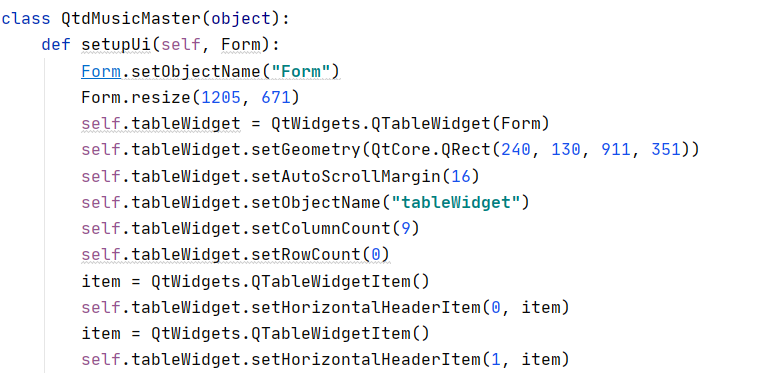 class QtdMusicMaster(object):
    def setupUi(self, Form):
        Form.setObjectName("Form")
        Form.resize(1205, 671)
        self.tableWidget = QtWidgets.QTableWidget(Form)
        self.tableWidget.setGeometry(QtCore.QRect(240, 130, 911, 351))
        self.tableWidget.setAutoScrollMargin(16)
        self.tableWidget.setObjectName("tableWidget")
        self.tableWidget.setColumnCount(9)
        self.tableWidget.setRowCount(0)
        item = QtWidgets.QTableWidgetItem()
        self.tableWidget.setHorizontalHeaderItem(0, item)
        item = QtWidgets.QTableWidgetItem()
        self.tableWidget.setHorizontalHeaderItem(1, item)